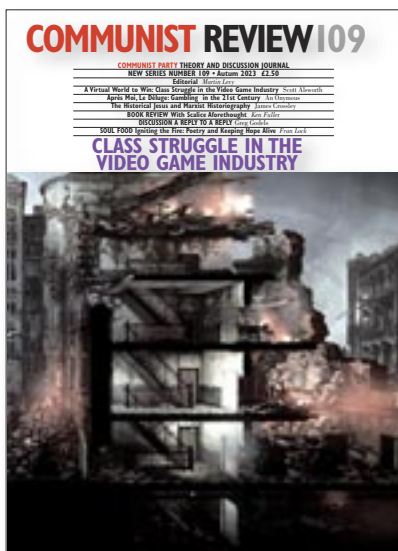 COMMUNIST REVIEW109
COMMUNIST PARTY THEORY AND DISCUSSION JOURNAL
NEW SERIES NUMBER 109 • Autum 2023 £2.50
Editorial Martin Levy
A Virtual World to Win: Class Struggle in the Video Game Industry Scott Alsworth
Après Moi, Le Déluge: Gambling in the 21st Century An Onymous
The Historical Jesus and Marxist Historiography James Crossley
BOOK REVIEW With Scalice Aforethought Ken Fuller
DISCUSSION A REPLY TO A REPLY Greg Godels
SOUL FOOD Igniting the Fire: Poetry and Keeping Hope Alive Fran Lock
CLASS STRUGGLE IN THE
VIDEO GAME INDUSTRY